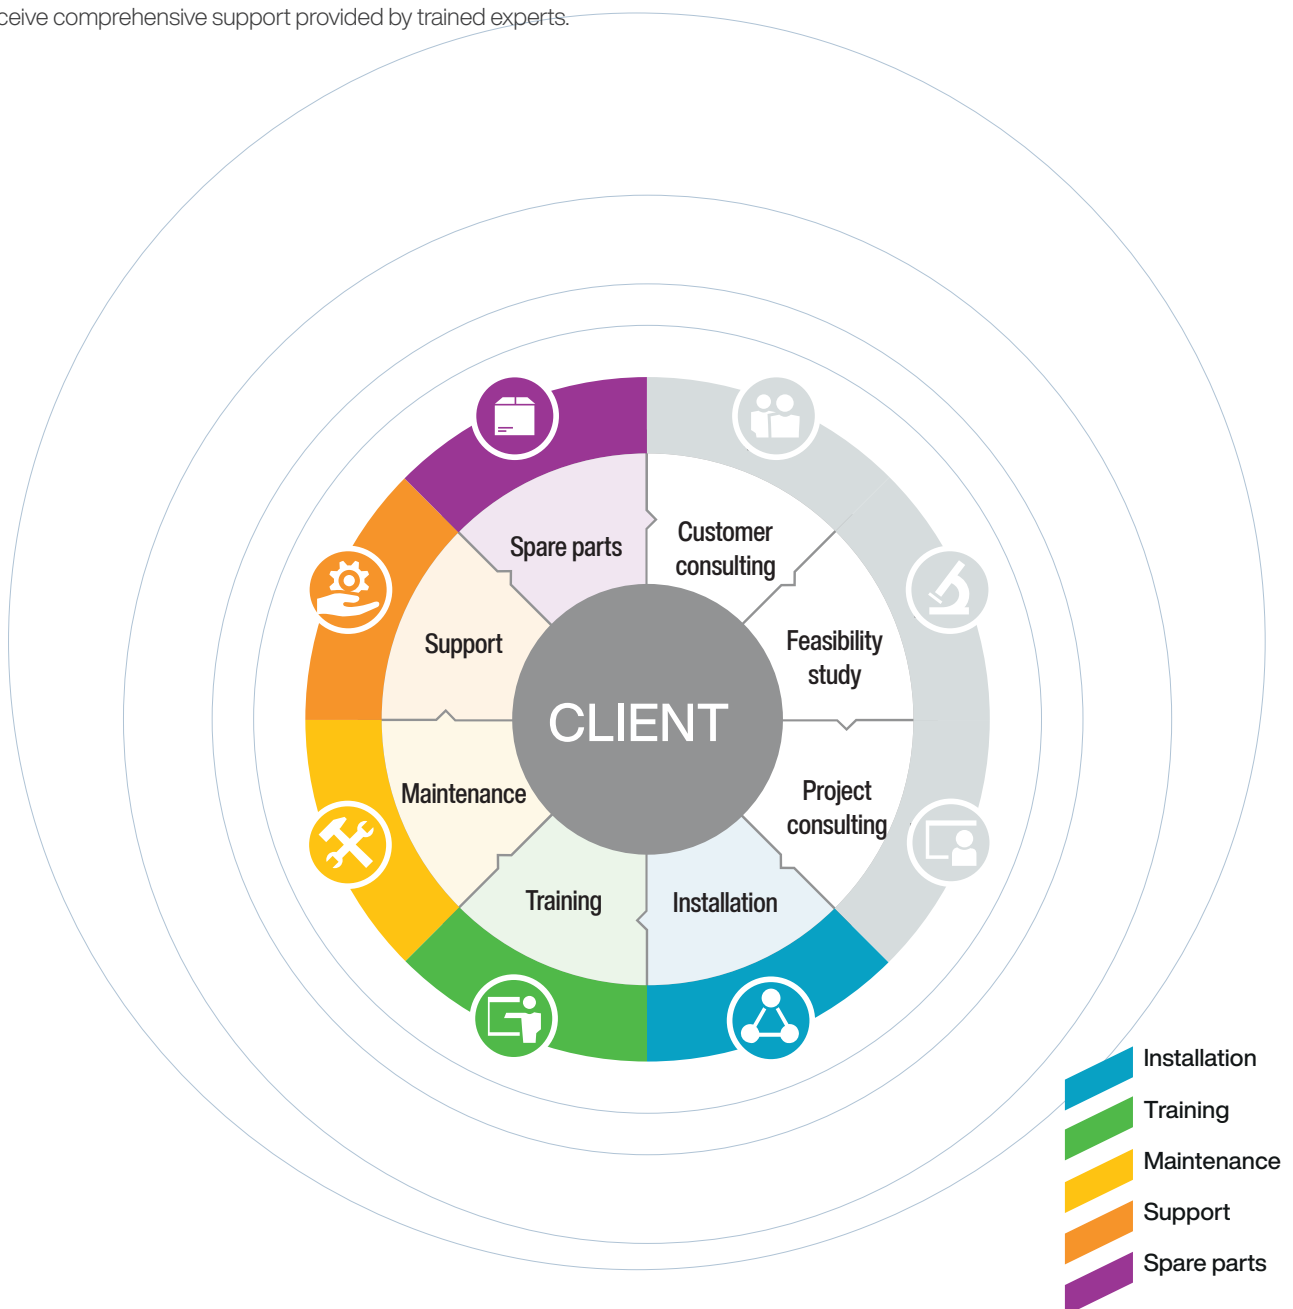 ceive comprehensive support provided by trained experts.
Spare parts
Customer
consulting
Support
Feasibility
study
CLIENT
Maintenance
Project
consulting
Training
Installation
Installation
Training
Maintenance
Support
Spare parts